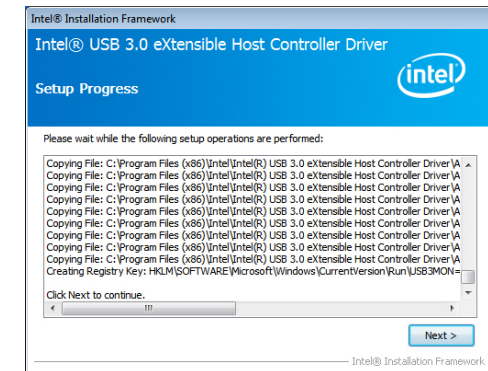 Intel® Installation Framework
Intel® USB 3.0 eXtensible Host Controller Driver
intel
Setup Progress
Please wait while the following setup operations are performed:
Copying File: C:\Program Files (x86)\Intel\Intel(R) USB 3.0 eXtensible Host Controller Driver\A
Copying File: C:\Program Files (x86)\Intel\Intel(R) USB 3.0 eXtensible Host Controller Driver\A
Copying File: C:\Program Files (x86)\Intel\Intel(R) USB 3.0 eXtensible Host Controller Driver\A
Copying File: C:\Program Files (x86)\Intel\Intel(R) USB 3.0 eXtensible Host Controller Driver\A
Copying File: C:\Program Files (x86)\Intel\Intel(R) USB 3.0 eXtensible Host Controller Driver\A
Copying File: C:\Program Files (x86)\Intel\Intel(R) USB 3.0 eXtensible Host Controller Driver\A
Copying File: C:\Program Files (x86)\Intel\Intel(R) USB 3.0 eXtensible Host Controller Driver\A
Copying File: C:\Program Files (x86)\Intel\Intel(R) USB 3.0 eXtensible Host Controller Driver\A
Copying File: C:\Program Files (x86)\Intel\Intel(R) USB 3.0 eXtensible Host Controller Driver\A
Creating Registry Key: HKLM\SOFTWARE\Microsoft\Windows\CurrentVersion\Run\USB3MON=
Click Next to continue.
Next >
Intel® Installation Framework